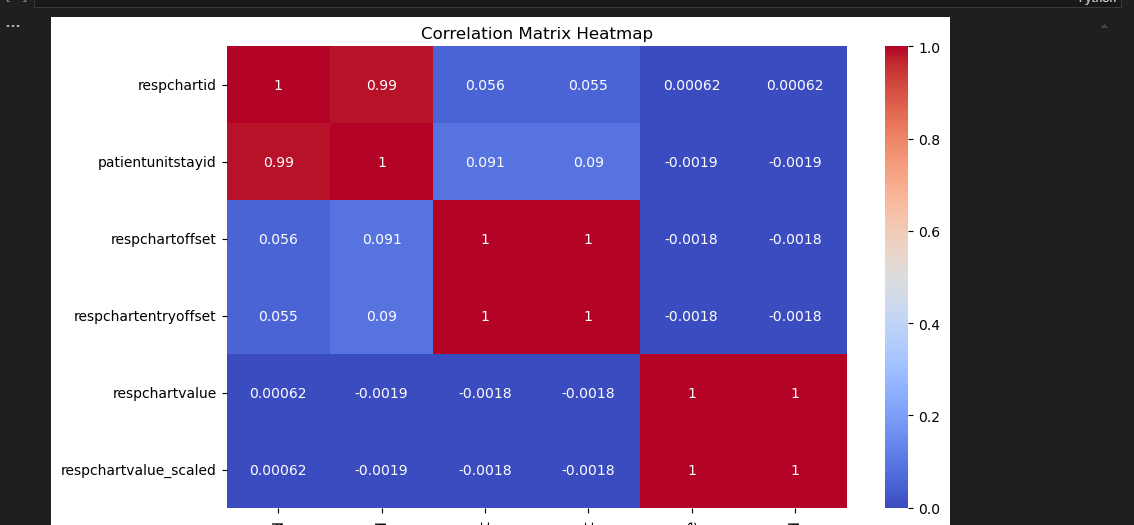 Python
...
Correlation Matrix Heatmap
respchartid 1 0.99 0.056 0.055 0.00062 0.00062
patientunitstayid 0.99 1 0.091 0.09 -0.0019 -0.0019
respchartoffset 0.056 0.091 1 1 -0.0018 -0.0018
respchartentryoffset 0.055 0.09 1 1 -0.0018 -0.0018
respchartvalue 0.00062 -0.0019 -0.0018 -0.0018 1 1
respchartvalue_scaled 0.00062 -0.0019 -0.0018 -0.0018 1 1
1.0
0.8
0.6
0.4
0.2
0.0